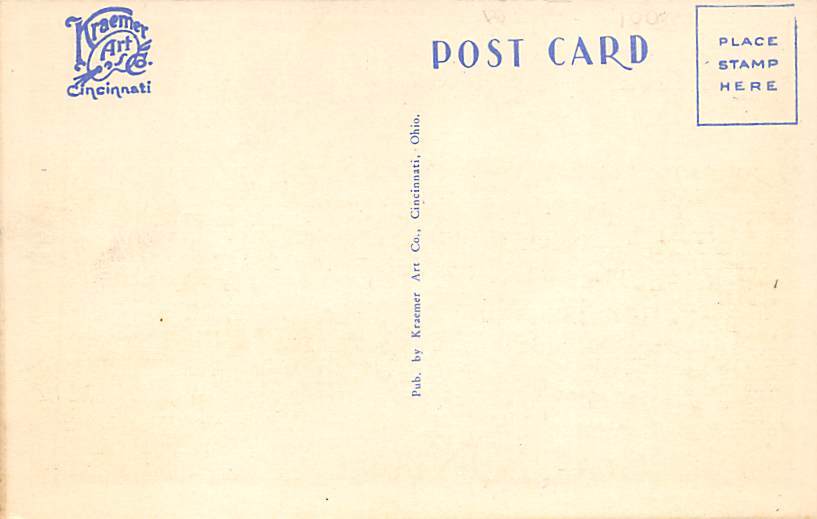 Kraemer
Art
Co.
Cincinnati
POST CARD
PLACE
STAMP
HERE
Pub. by Kraemer Art Co., Cincinnati, Ohio.